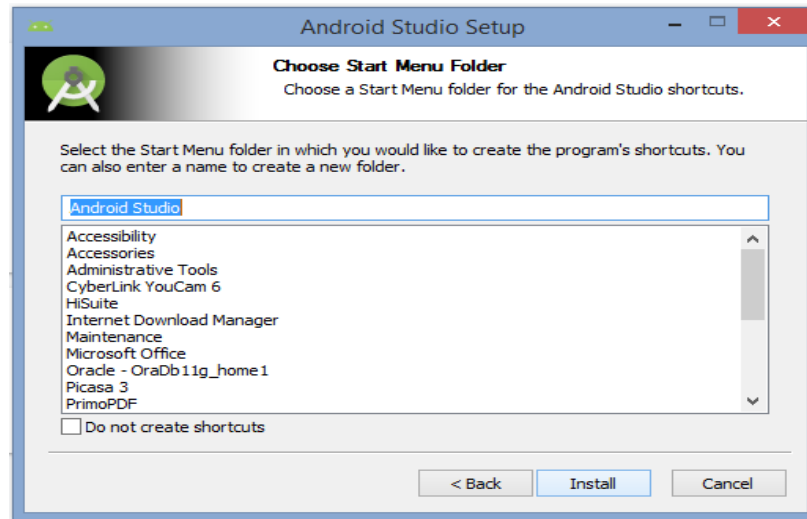 Android Studio Setup
Choose Start Menu Folder
Choose a Start Menu folder for the Android Studio shortcuts.
Select the Start Menu folder in which you would like to create the program's shortcuts. You
can also enter a name to create a new folder.
Android Studio
Accessibility
Accessories
Administrative Tools
CyberLink YouCam 6
HiSuite
Internet Download Manager
Maintenance
Microsoft Office
Oracle - OraDb11g_home1
Picasa 3
PrimoPDF
Do not create shortcuts
< Back
Install
Cancel